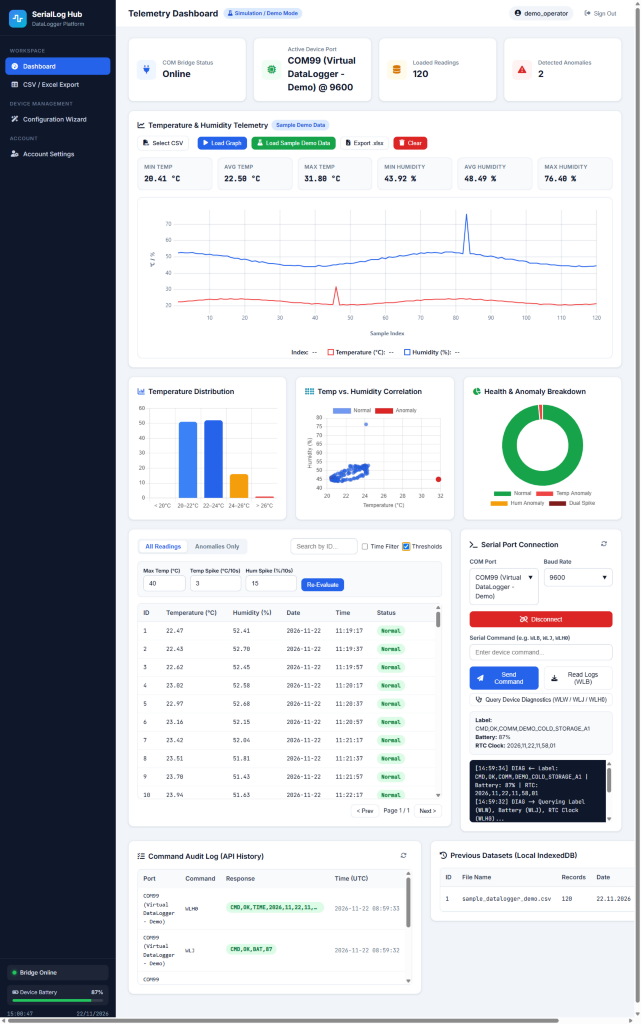 SerialLog Hub
DataLogger Platform
WORKSPACE
Dashboard
CSV / Excel Export
DEVICE MANAGEMENT
Configuration Wizard
ACCOUNT
Account Settings
Bridge Online
Device Battery 87%
15:00:47 22/11/2026
Telemetry Dashboard Simulation / Demo Mode
demo_operator Sign Out
COM Bridge Status
Online
Active Device Port
COM99 (Virtual
DataLogger -
Demo) @ 9600
Loaded Readings
120
Detected Anomalies
2
Temperature & Humidity Telemetry Sample Demo Data
Select CSV Load Graph Load Sample Demo Data Export .xlsx Clear
MIN TEMP
20.41 °C
AVG TEMP
22.50 °C
MAX TEMP
31.80 °C
MIN HUMIDITY
43.92 %
AVG HUMIDITY
48.49 %
MAX HUMIDITY
76.40 %
70
60
50
40
30
20
℃ / %
10 20 30 40 50 60 70 80 90 100 110 120
Sample Index
Index: -- Temperature (°C): -- Humidity (%): --
Temperature Distribution
60
50
40
30
20
10
0
< 20°C 20–22°C 22–24°C 24–26°C > 26°C
Temp vs. Humidity Correlation
Normal Anomaly
80
75
70
65
60
55
50
45
40
Humidity (%)
20 22 24 26 28 30 32
Temperature (°C)
Health & Anomaly Breakdown
Normal Temp Anomaly
Hum Anomaly Dual Spike
All Readings Anomalies Only Search by ID... Time Filter Thresholds
Max Temp (°C) Temp Spike (°C/10s) Hum Spike (%/10s)
40 3 15 Re-Evaluate
ID Temperature (°C) Humidity (%) Date Time Status
1 22.47 52.41 2026-11-22 11:19:17 Normal
2 22.43 52.70 2026-11-22 11:19:37 Normal
3 22.62 52.45 2026-11-22 11:19:57 Normal
4 23.02 52.58 2026-11-22 11:20:17 Normal
5 22.97 52.68 2026-11-22 11:20:37 Normal
6 23.16 52.15 2026-11-22 11:20:57 Normal
7 23.42 52.04 2026-11-22 11:21:17 Normal
8 23.51 51.81 2026-11-22 11:21:37 Normal
9 23.70 51.43 2026-11-22 11:21:57 Normal
10 23.94 51.63 2026-11-22 11:22:17 Normal
< Prev Page 1 / 1 Next >
Serial Port Connection
COM Port Baud Rate
COM99 (Virtual
DataLogger -
Demo)
9600
Disconnect
Serial Command (e.g. WLB, WLJ, WLH0)
Enter device command...
Send
Command
Read Logs
(WLB)
Query Device Diagnostics (WLW / WLJ / WLH0)
Label:
CMD,OK,COMM,DEMO_COLD_STORAGE_A1
Battery: 87%
RTC Clock: 2026,11,22,11,58,01
[14:59:34] DIAG <- Label:
CMD,OK,COMM,DEMO_COLD_STORAGE_A1 |
Battery: 87% | RTC:
2026,11,22,11,58,01
[14:59:32] DIAG -> Querying Label
(WLW), Battery (WLJ), RTC Clock
(WLH0)...
Command Audit Log (API History)
Port Command Response Time (UTC)
COM99
(Virtual
DataLogger
- Demo)
WLH0 CMD,OK,TIME,2026,11,22,11,… 2026-11-22 08:59:33
COM99
(Virtual
DataLogger
- Demo)
WLJ CMD,OK,BAT,87 2026-11-22 08:59:32
COM99
Previous Datasets (Local IndexedDB)
ID File Name Records Date
1 sample_datalogger_demo.csv 120 22.11.2026